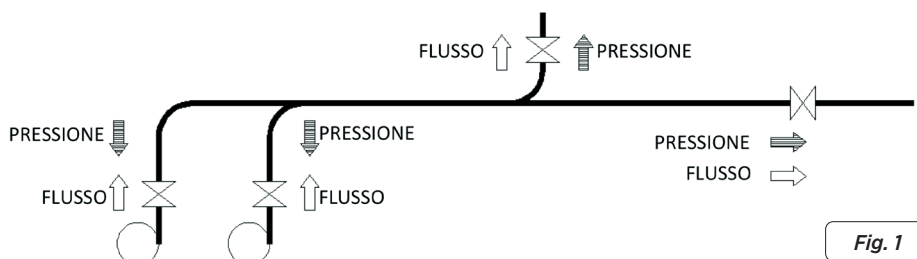 FLUSSO
PRESSIONE
PRESSIONE
PRESSIONE
PRESSIONE
FLUSSO
FLUSSO
FLUSSO
Fig. 1